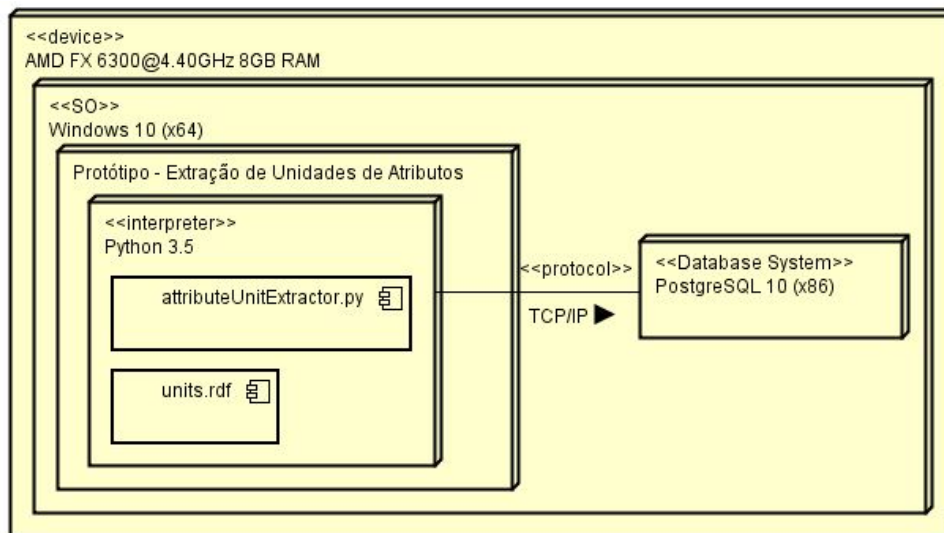 <<device>>
AMD FX 6300@4.40GHz 8GB RAM
<<SO>>
Windows 10 (x64)
Protótipo - Extração de Unidades de Atributos
<<interpreter>>
Python 3.5
attributeUnitExtractor.py
units.rdf
<<protocol>>
TCP/IP ▶
<<Database System>>
PostgreSQL 10 (x86)